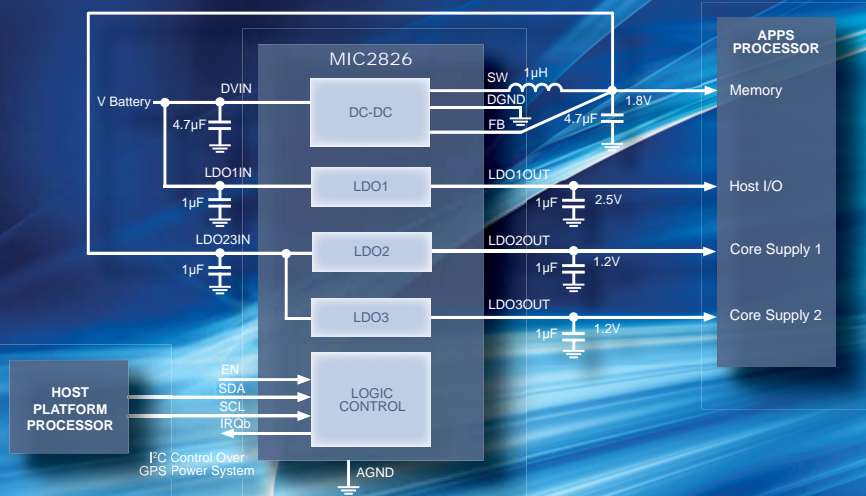 MIC2826
APPS
PROCESSOR
V Battery
DVIN
4.7µF
DC-DC
SW
1µH
DGND
FB
1.8V
4.7µF
Memory
LDO1IN
1µF
LDO1
LDO1OUT
1µF
2.5V
Host I/O
LDO23IN
1µF
LDO2
LDO2OUT
1µF
1.2V
Core Supply 1
LDO3
LDO3OUT
1µF
1.2V
Core Supply 2
HOST
PLATFORM
PROCESSOR
EN
SDA
SCL
IRQb
LOGIC
CONTROL
I²C Control Over
GPS Power System
AGND